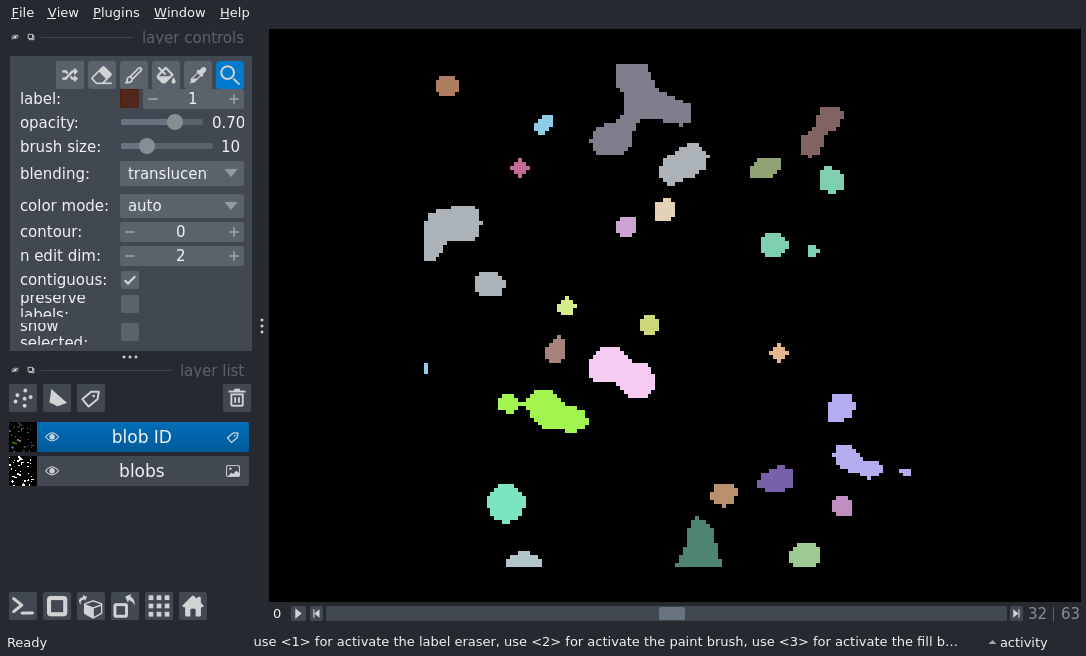 File View Plugins Window Help
layer controls
label: 1
opacity: 0.70
brush size: 10
blending: translucen
color mode: auto
contour: 0
n edit dim: 2
contiguous:
preserve
labels:
show
selected:
layer list
blob ID
blobs
0 32 | 63
Ready use <1> for activate the label eraser, use <2> for activate the paint brush, use <3> for activate the fill b... activity